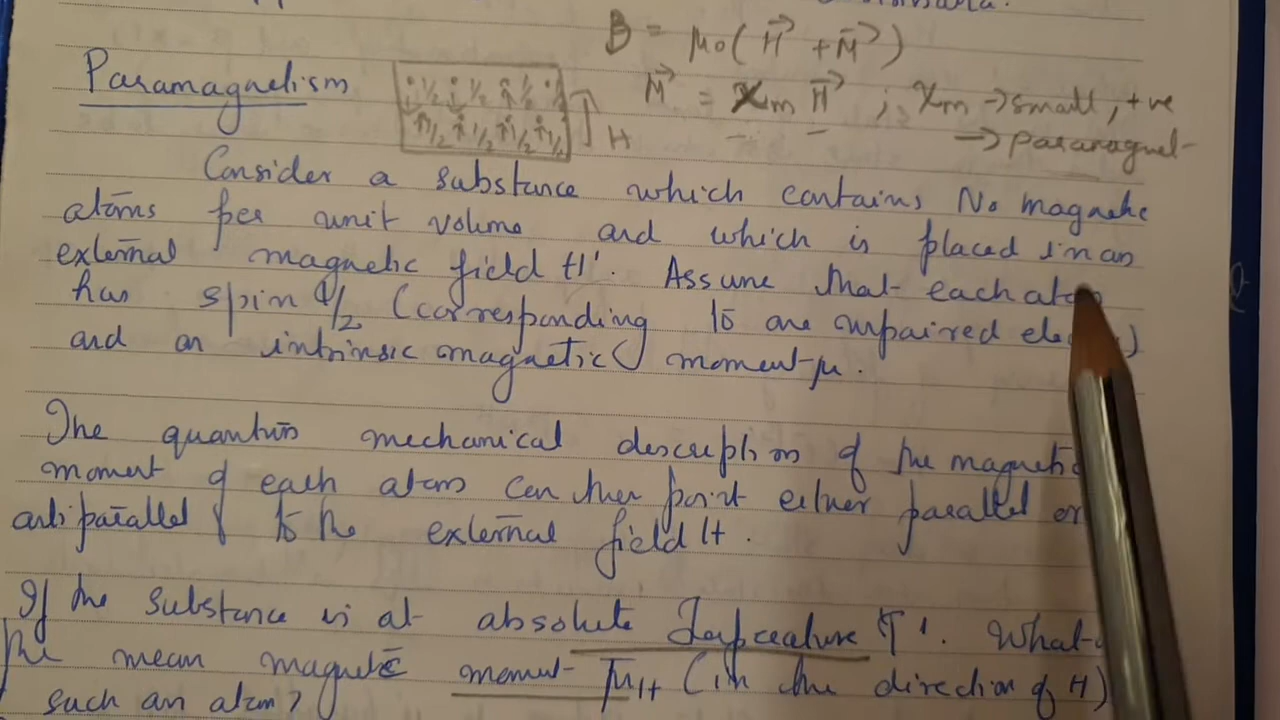 B = μ₀(H⃗ + M⃗)
Paramagnetism
M⃗ = χm H⃗ ; χm → small, +ve
H → paramagnet-
Consider a substance which contains No magnetic
atoms per unit volume and which is placed in an
external magnetic field 'H'. Assume that each atom
has spin 1/2 (corresponding to one unpaired
and an intrinsic magnetic moment μ.
The quantum mechanical description of the magnetic
moment of each atom can then point either parallel or
antiparallel to the external field H.
If the substance is at absolute Temperature 'T'. What
the mean magnetic moment μ̄H (in the direction of H)
such an atom?